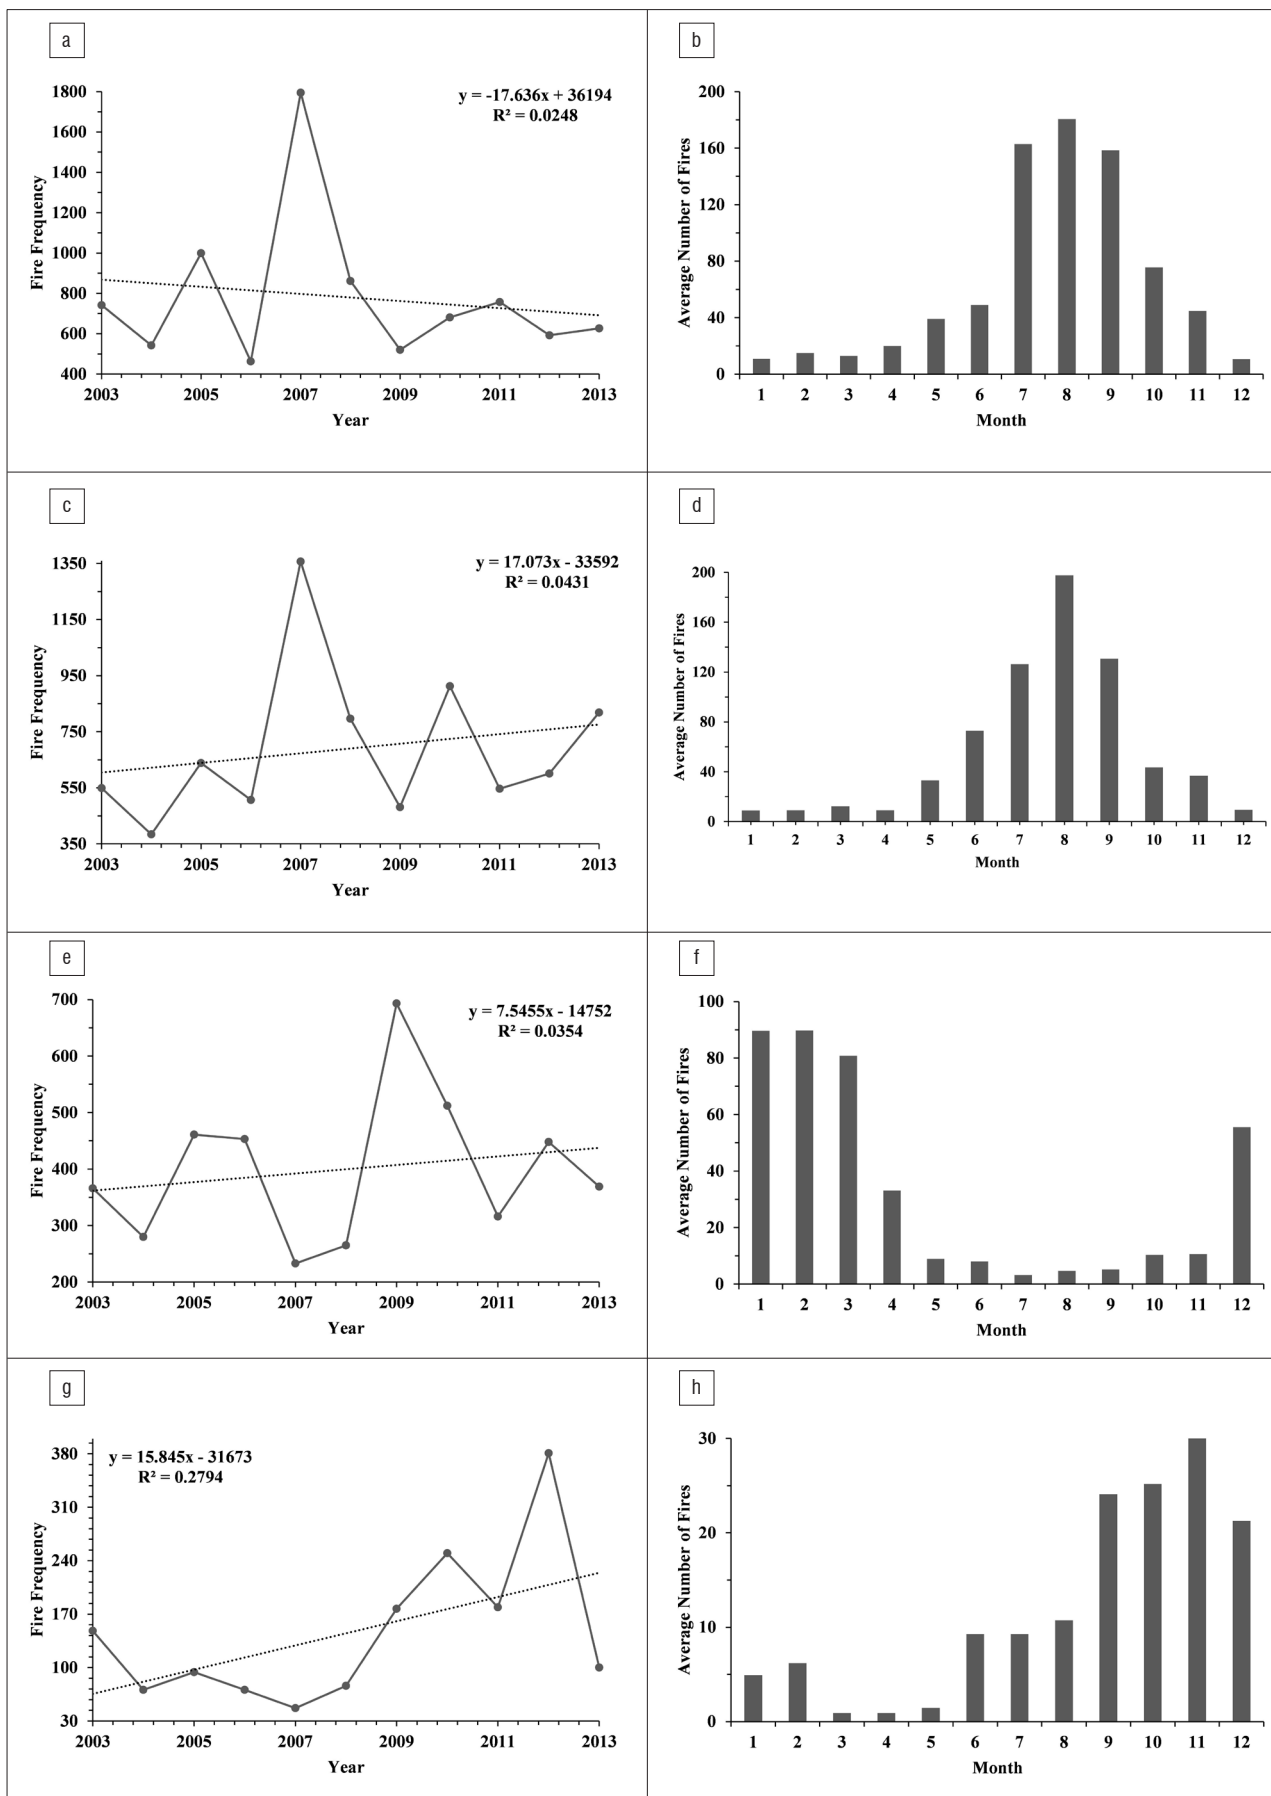 a
y = -17.636x + 36194
R² = 0.0248
Fire Frequency
1800
1600
1400
1200
1000
800
600
400
2003 2005 2007 2009 2011 2013
Year
b
Average Number of Fires
200
160
120
80
40
0
1 2 3 4 5 6 7 8 9 10 11 12
Month
c
y = 17.073x - 33592
R² = 0.0431
Fire Frequency
1350
1150
950
750
550
350
2003 2005 2007 2009 2011 2013
Year
d
Average Number of Fires
200
160
120
80
40
0
1 2 3 4 5 6 7 8 9 10 11 12
Month
e
y = 7.5455x - 14752
R² = 0.0354
Fire Frequency
700
600
500
400
300
200
2003 2005 2007 2009 2011 2013
Year
f
Average Number of Fires
100
80
60
40
20
0
1 2 3 4 5 6 7 8 9 10 11 12
Month
g
y = 15.845x - 31673
R² = 0.2794
Fire Frequency
380
310
240
170
100
30
2003 2005 2007 2009 2011 2013
Year
h
Average Number of Fires
30
20
10
0
1 2 3 4 5 6 7 8 9 10 11 12
Month